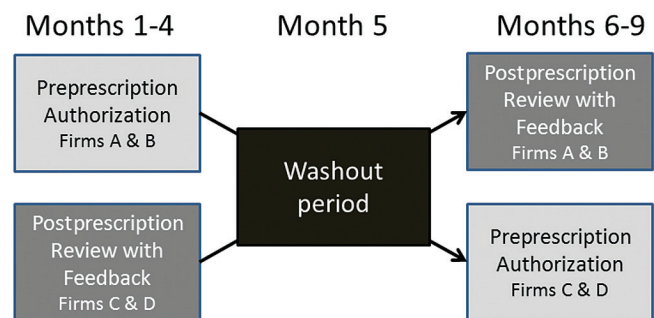 Months 1-4
Month 5
Months 6-9
Preprescription
Authorization
Firms A & B
Postprescription
Review with
Feedback
Firms C & D
Washout
period
Postprescription
Review with
Feedback
Firms A & B
Preprescription
Authorization
Firms C & D